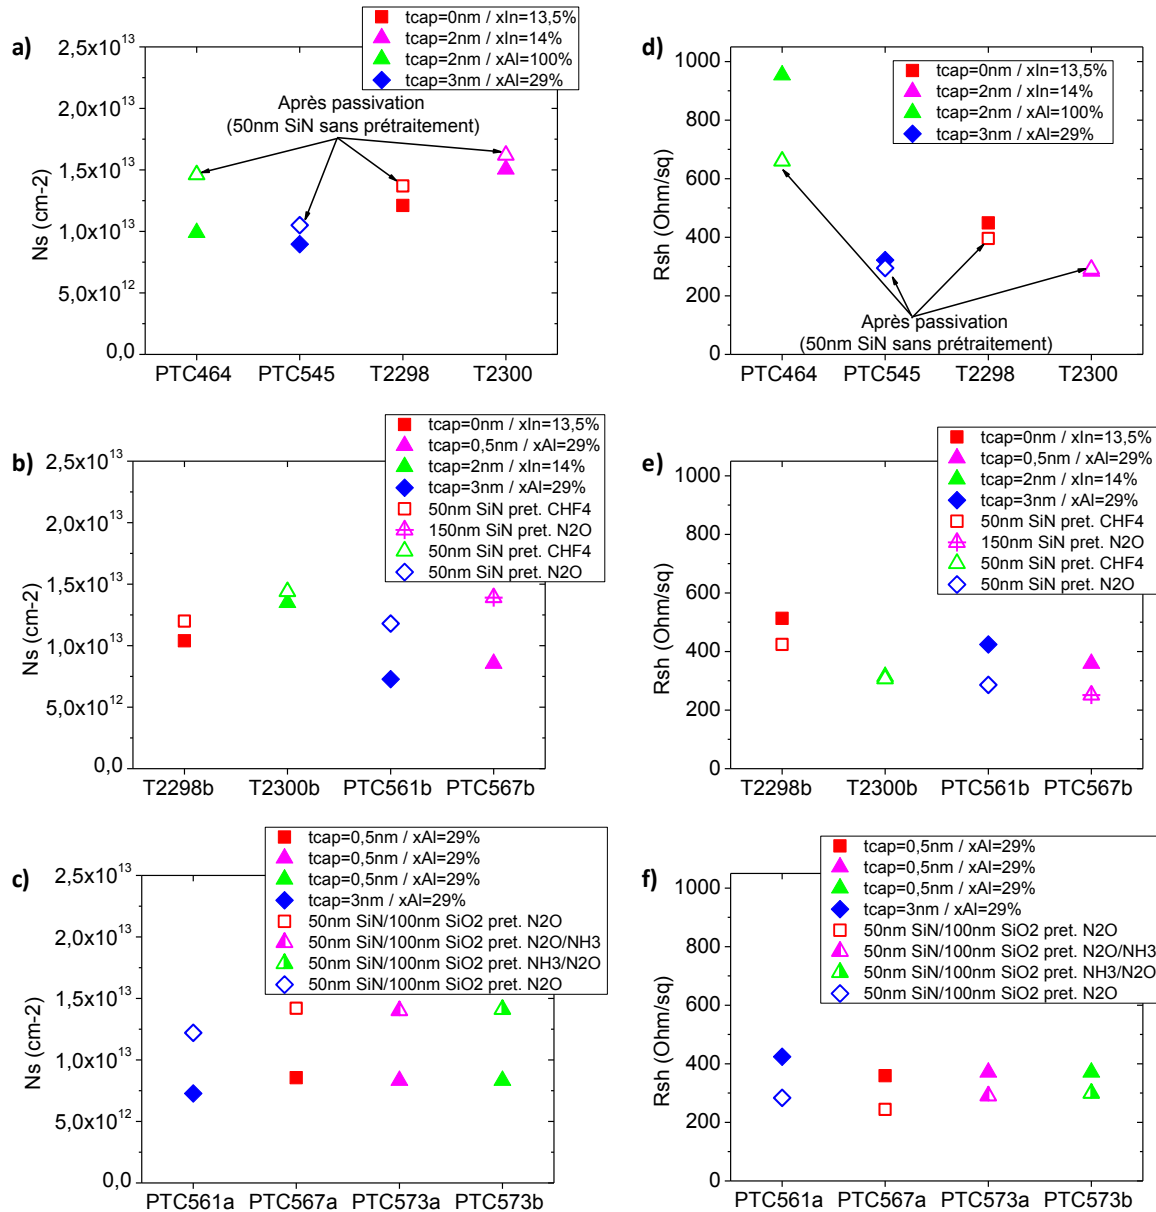 a)
tcap=0nm / xIn=13,5%
tcap=2nm / xIn=14%
tcap=2nm / xAl=100%
tcap=3nm / xAl=29%
Après passivation
(50nm SiN sans prétraitement)
Ns (cm-2)
2,5x10^13
2,0x10^13
1,5x10^13
1,0x10^13
5,0x10^12
0,0
PTC464 PTC545 T2298 T2300
d)
tcap=0nm / xIn=13,5%
tcap=2nm / xIn=14%
tcap=2nm / xAl=100%
tcap=3nm / xAl=29%
Après passivation
(50nm SiN sans prétraitement)
Rsh (Ohm/sq)
1000
800
600
400
200
0
PTC464 PTC545 T2298 T2300
b)
tcap=0nm / xIn=13,5%
tcap=0,5nm / xAl=29%
tcap=2nm / xIn=14%
tcap=3nm / xAl=29%
50nm SiN pret. CHF4
150nm SiN pret. N2O
50nm SiN pret. CHF4
50nm SiN pret. N2O
Ns (cm-2)
2,5x10^13
2,0x10^13
1,5x10^13
1,0x10^13
5,0x10^12
0,0
T2298b T2300b PTC561b PTC567b
e)
tcap=0nm / xIn=13,5%
tcap=0,5nm / xAl=29%
tcap=2nm / xIn=14%
tcap=3nm / xAl=29%
50nm SiN pret. CHF4
150nm SiN pret. N2O
50nm SiN pret. CHF4
50nm SiN pret. N2O
Rsh (Ohm/sq)
1000
800
600
400
200
0
T2298b T2300b PTC561b PTC567b
c)
tcap=0,5nm / xAl=29%
tcap=0,5nm / xAl=29%
tcap=0,5nm / xAl=29%
tcap=3nm / xAl=29%
50nm SiN/100nm SiO2 pret. N2O
50nm SiN/100nm SiO2 pret. N2O/NH3
50nm SiN/100nm SiO2 pret. NH3/N2O
50nm SiN/100nm SiO2 pret. N2O
Ns (cm-2)
2,5x10^13
2,0x10^13
1,5x10^13
1,0x10^13
5,0x10^12
0,0
PTC561a PTC567a PTC573a PTC573b
f)
tcap=0,5nm / xAl=29%
tcap=0,5nm / xAl=29%
tcap=0,5nm / xAl=29%
tcap=3nm / xAl=29%
50nm SiN/100nm SiO2 pret. N2O
50nm SiN/100nm SiO2 pret. N2O/NH3
50nm SiN/100nm SiO2 pret. NH3/N2O
50nm SiN/100nm SiO2 pret. N2O
Rsh (Ohm/sq)
1000
800
600
400
200
0
PTC561a PTC567a PTC573a PTC573b